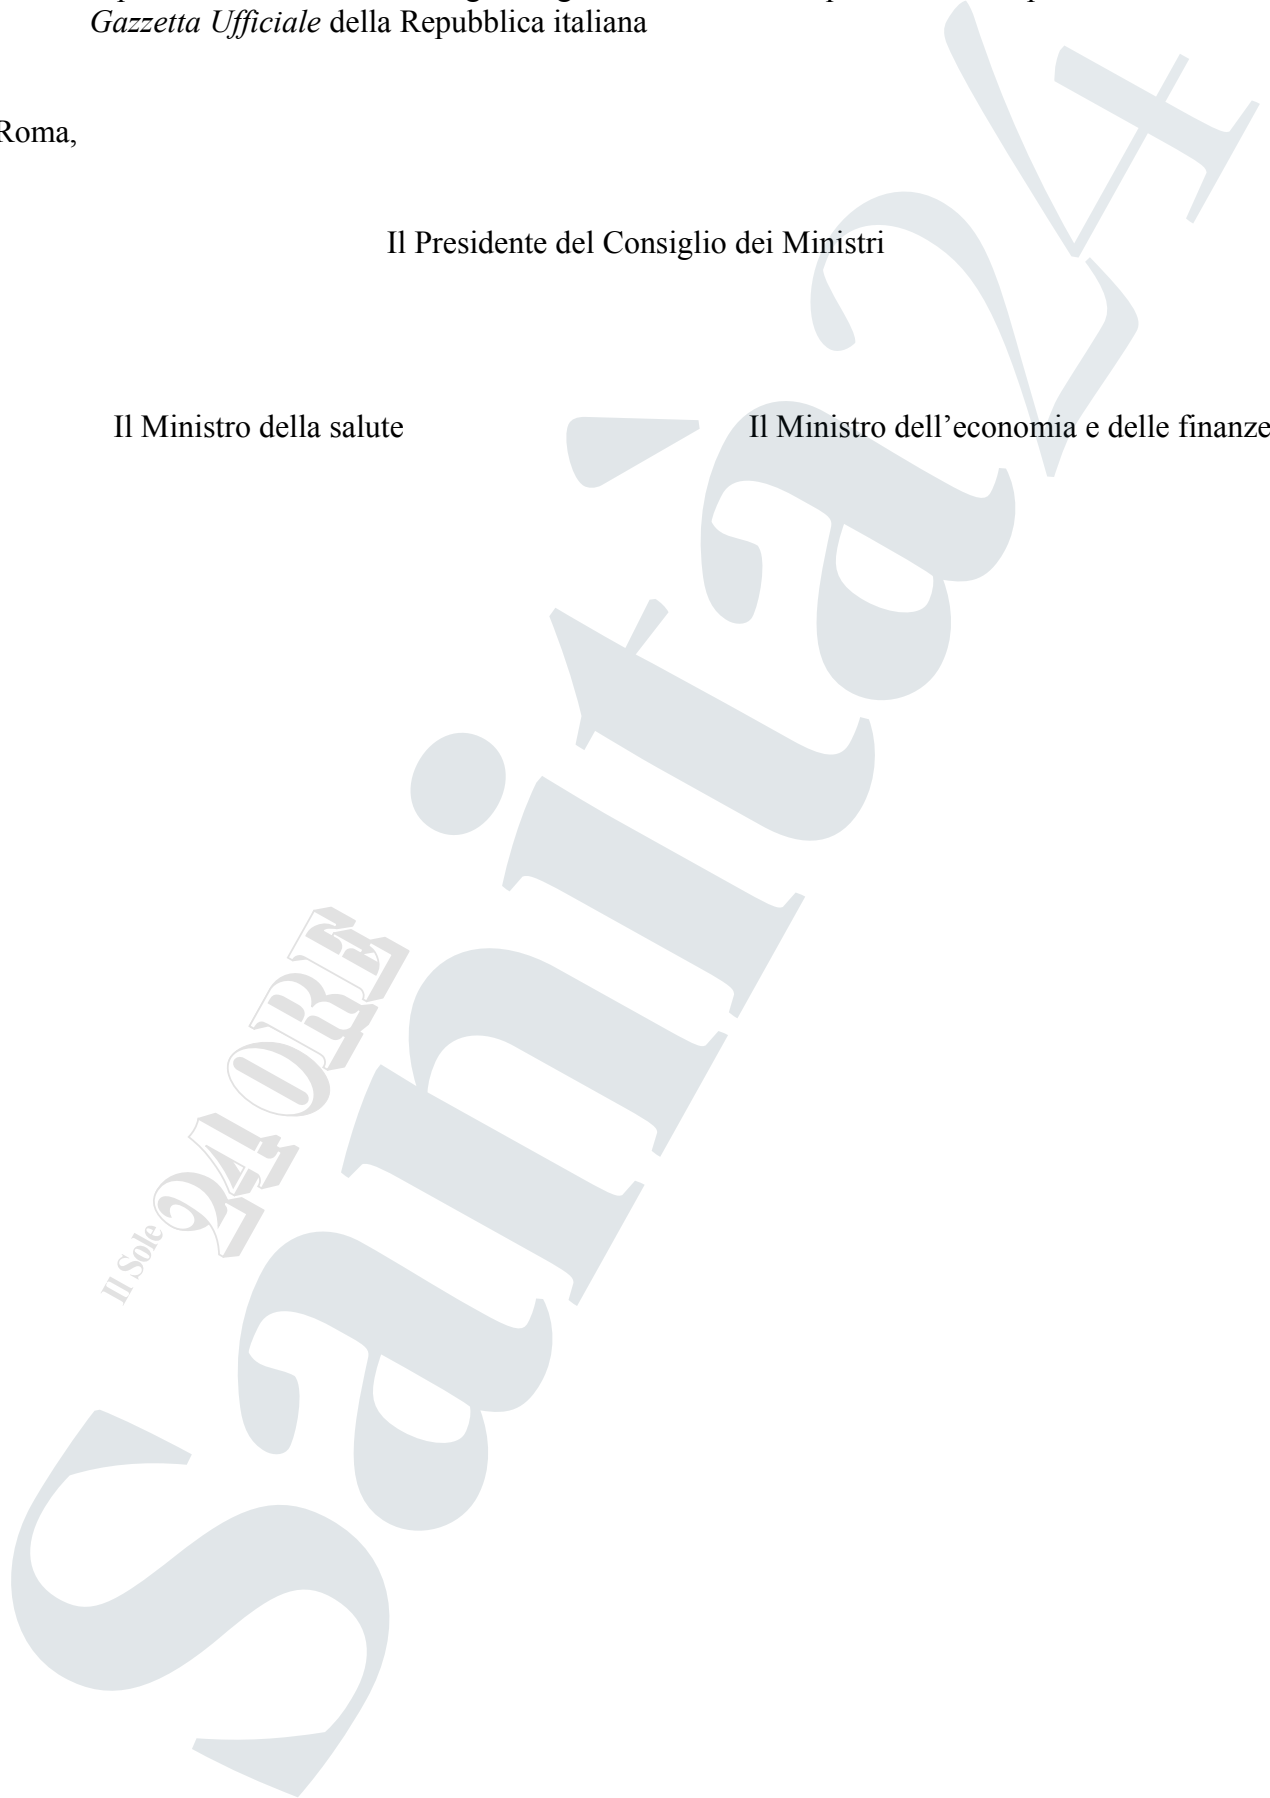 Gazzetta Ufficiale della Repubblica italiana
Roma,
Il Presidente del Consiglio dei Ministri
Il Ministro della salute Il Ministro dell’economia e delle finanze
Il Sole 24 ORE
Sanità24